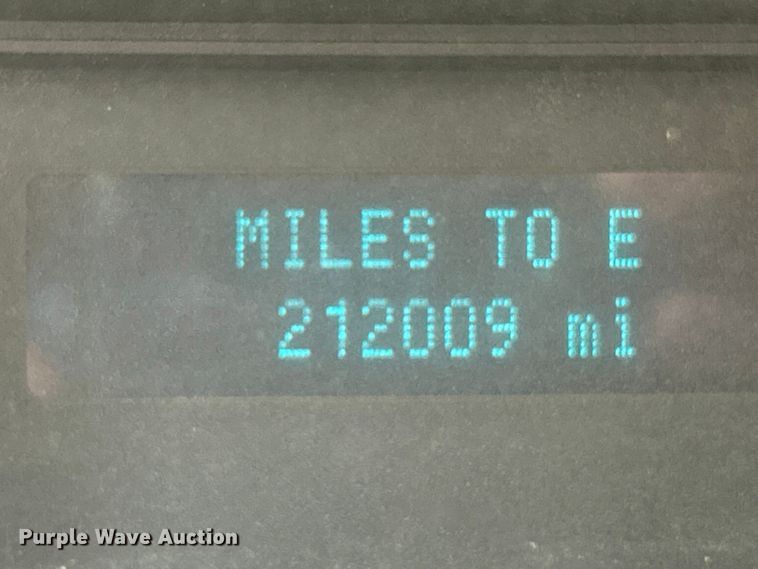 MILES TO E
212009 mi
Purple Wave Auction